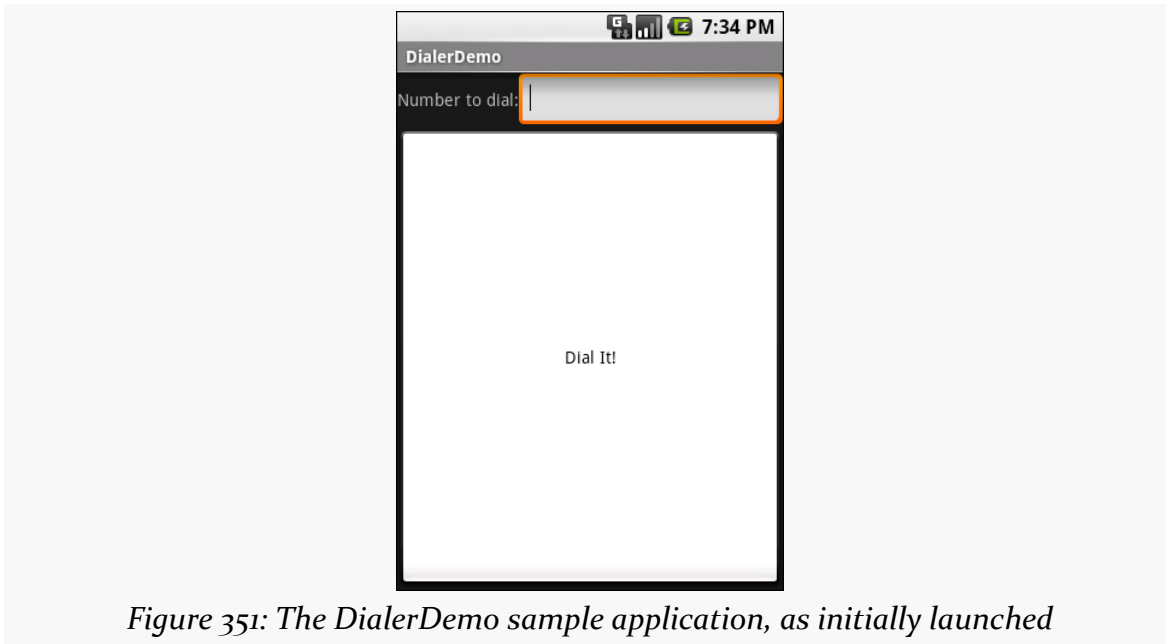 7:34 PM
DialerDemo
Number to dial:
Dial It!
Figure 351: The DialerDemo sample application, as initially launched